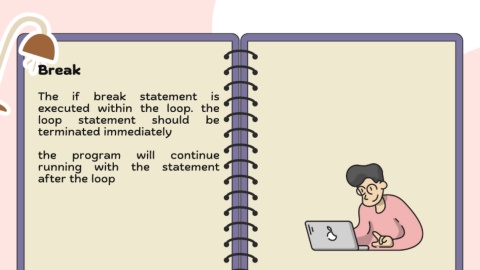 Break
The if break statement is
executed within the loop. the
loop statement should be
terminated immediately
the program will continue
running with the statement
after the loop